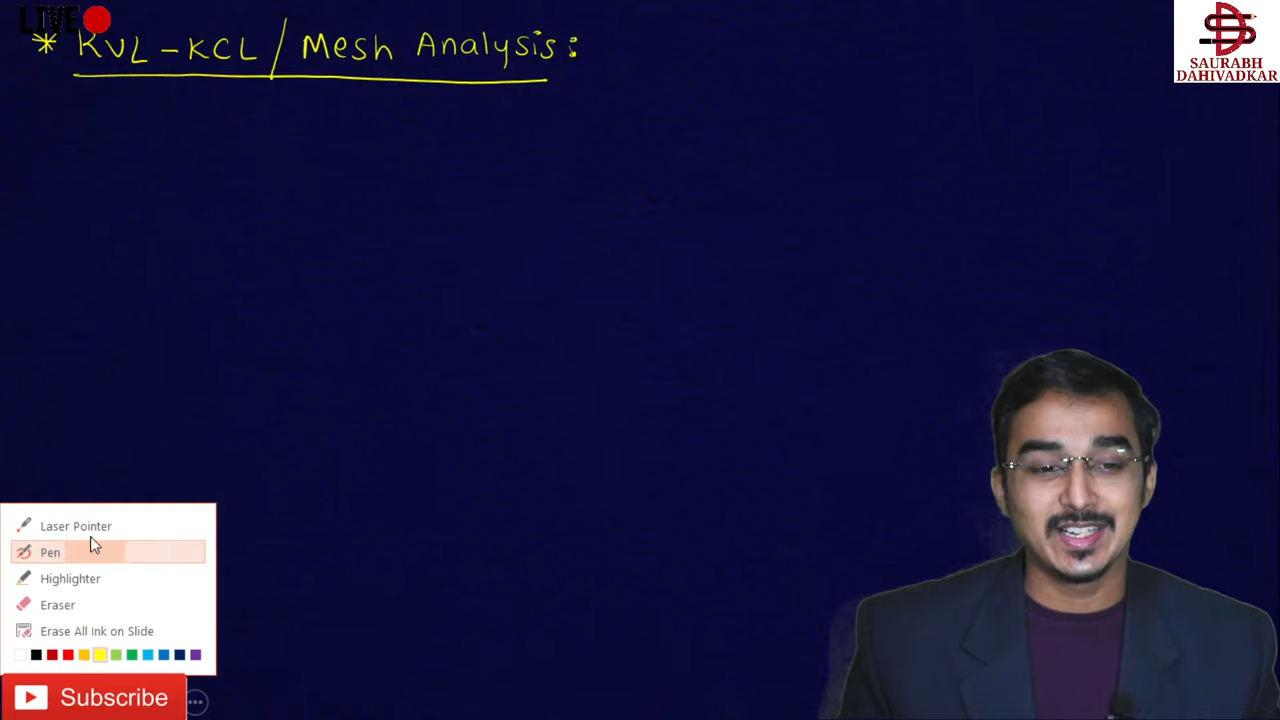 LIVE
* KVL - KCL / Mesh Analysis :
SAURABH
DAHIVADKAR
Laser Pointer
Pen
Highlighter
Eraser
Erase All Ink on Slide
Subscribe